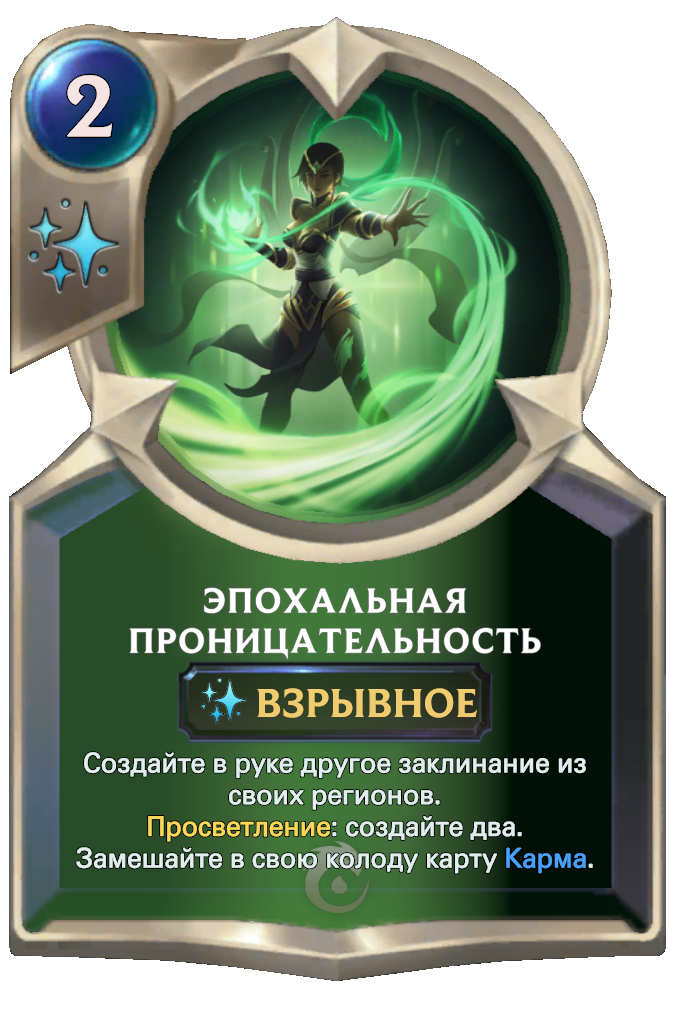 2
ЭПОХАЛЬНАЯ
ПРОНИЦАТЕЛЬНОСТЬ
ВЗРЫВНОЕ
Создайте в руке другое заклинание из
своих регионов.
Просветление: создайте два.
Замешайте в свою колоду карту Карма.